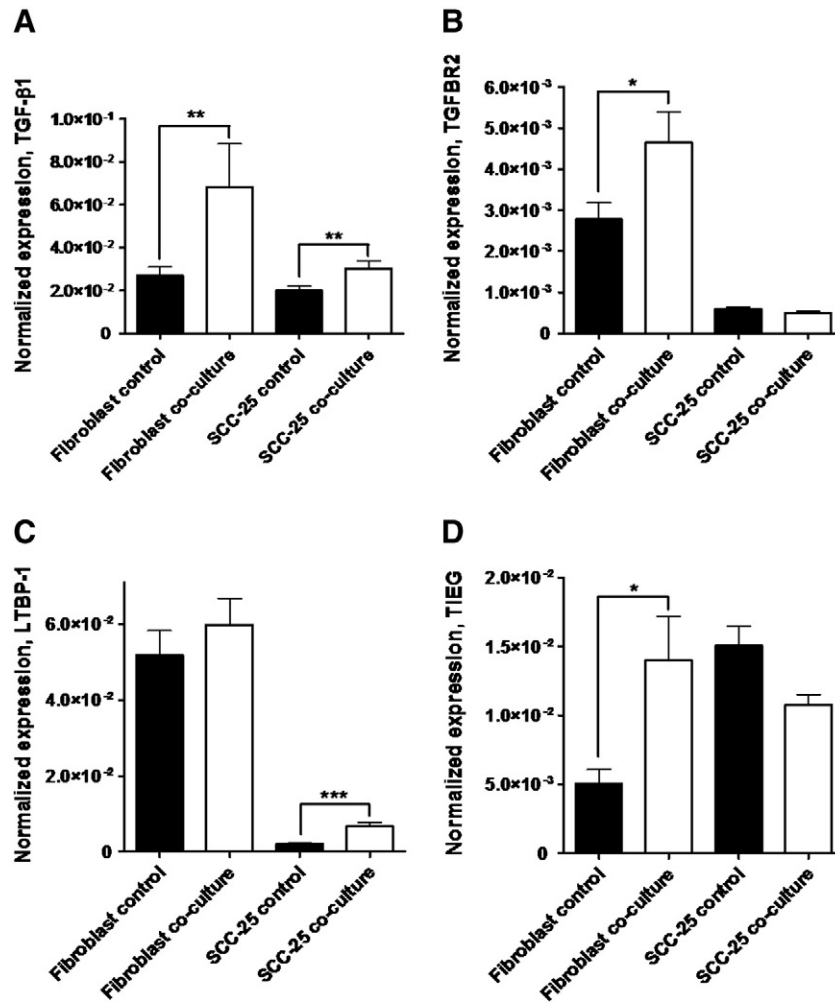 A
Normalized expression, TGF-β1
1.0×10⁻¹
8.0×10⁻²
6.0×10⁻²
4.0×10⁻²
2.0×10⁻²
0
**
**
Fibroblast control
Fibroblast co-culture
SCC-25 control
SCC-25 co-culture
B
Normalized expression, TGFBR2
6.0×10⁻³
5.0×10⁻³
4.0×10⁻³
3.0×10⁻³
2.0×10⁻³
1.0×10⁻³
0
*
Fibroblast control
Fibroblast co-culture
SCC-25 control
SCC-25 co-culture
C
Normalized expression, LTBP-1
6.0×10⁻²
4.0×10⁻²
2.0×10⁻²
0
***
Fibroblast control
Fibroblast co-culture
SCC-25 control
SCC-25 co-culture
D
Normalized expression, TIEG
2.0×10⁻²
1.5×10⁻²
1.0×10⁻²
5.0×10⁻³
0
*
Fibroblast control
Fibroblast co-culture
SCC-25 control
SCC-25 co-culture